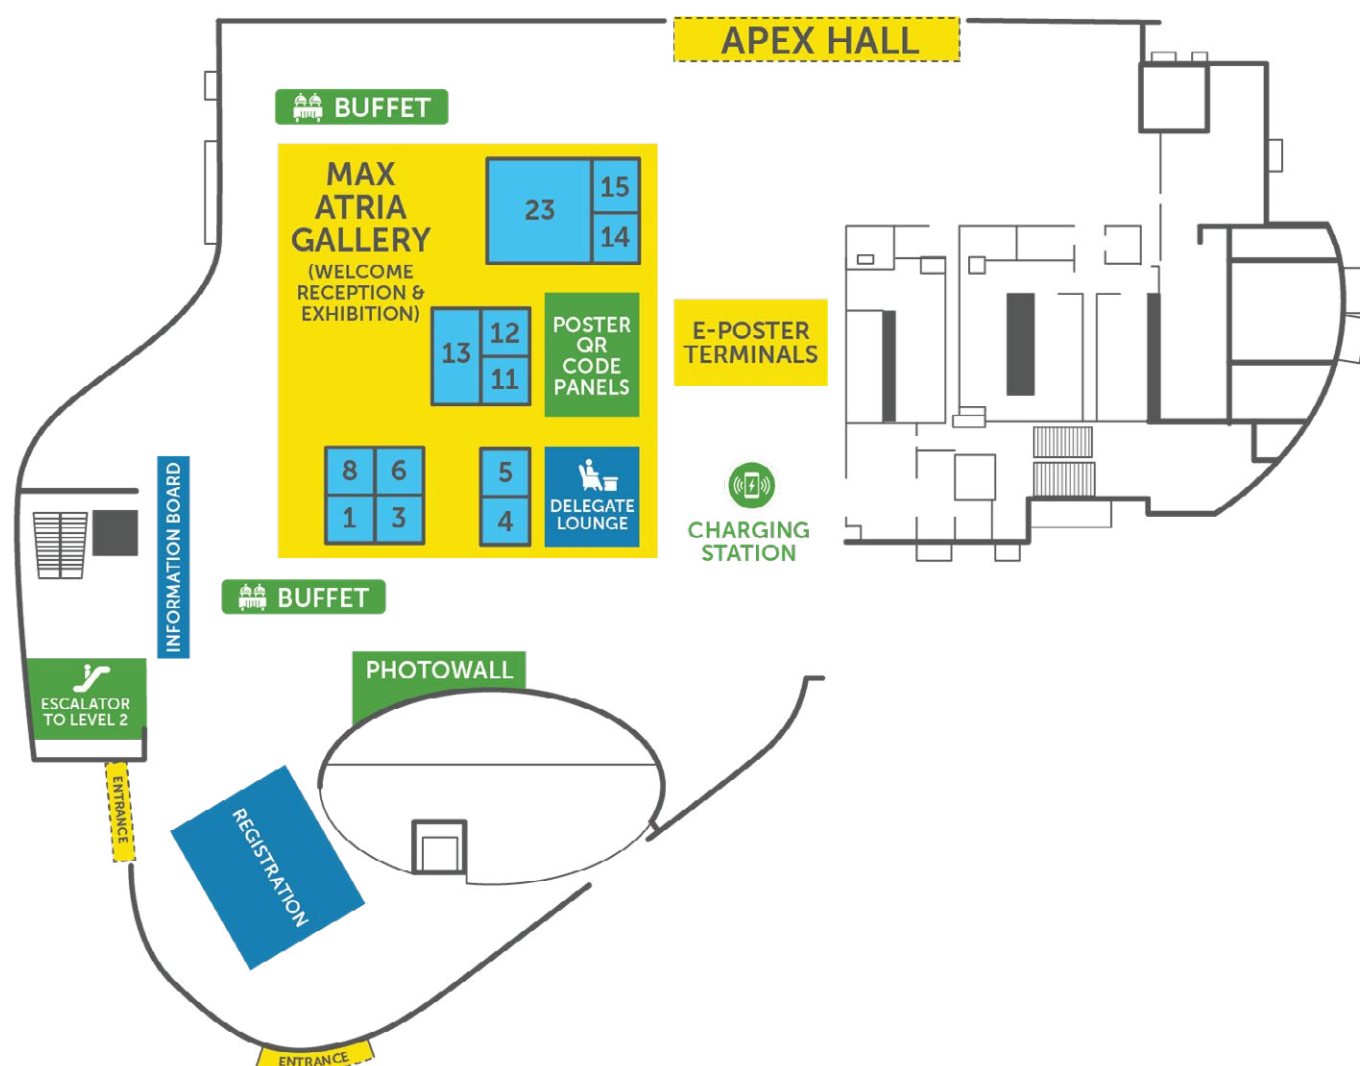 APEX HALL
BUFFET
MAX
ATRIA
GALLERY
(WELCOME
RECEPTION &
EXHIBITION)
23
15
14
13
12
11
POSTER
QR
CODE
PANELS
E-POSTER
TERMINALS
8
6
1
3
5
4
DELEGATE
LOUNGE
CHARGING
STATION
INFORMATION BOARD
BUFFET
PHOTOWALL
ESCALATOR
TO LEVEL 2
ENTRANCE
REGISTRATION
ENTRANCE